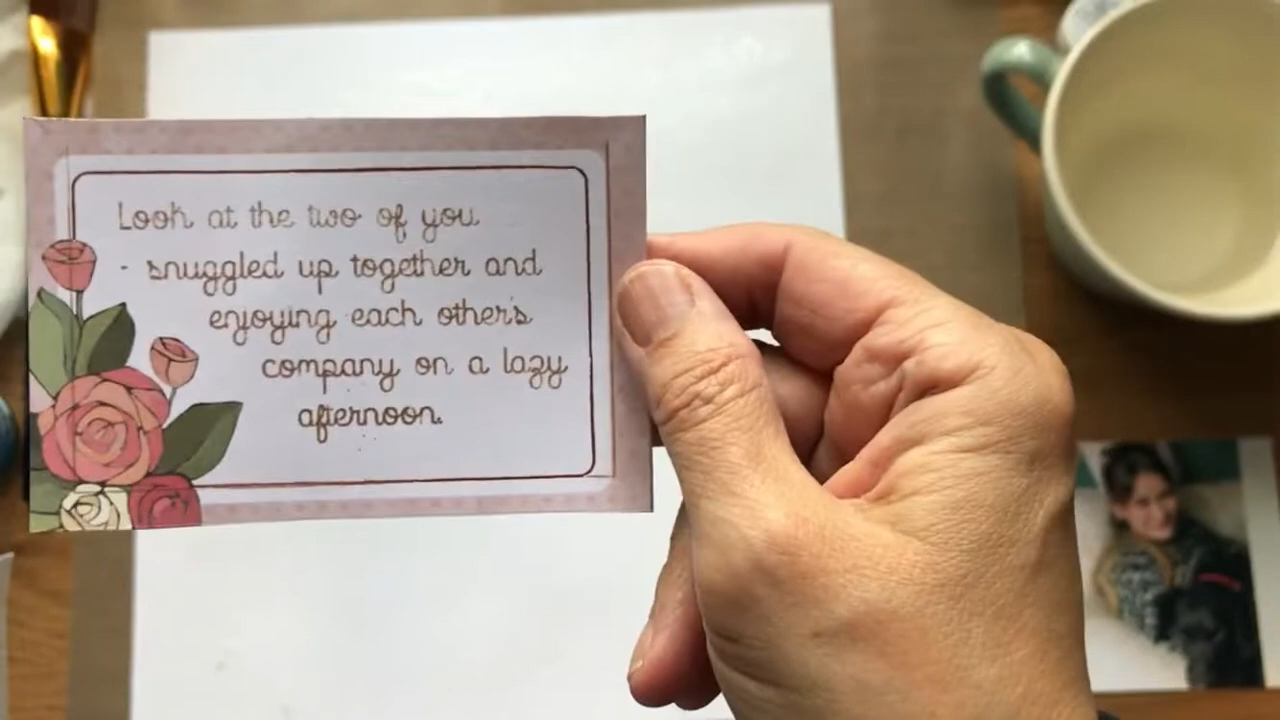 Look at the two of you
- snuggled up together and
enjoying each other's
company on a lazy
afternoon.